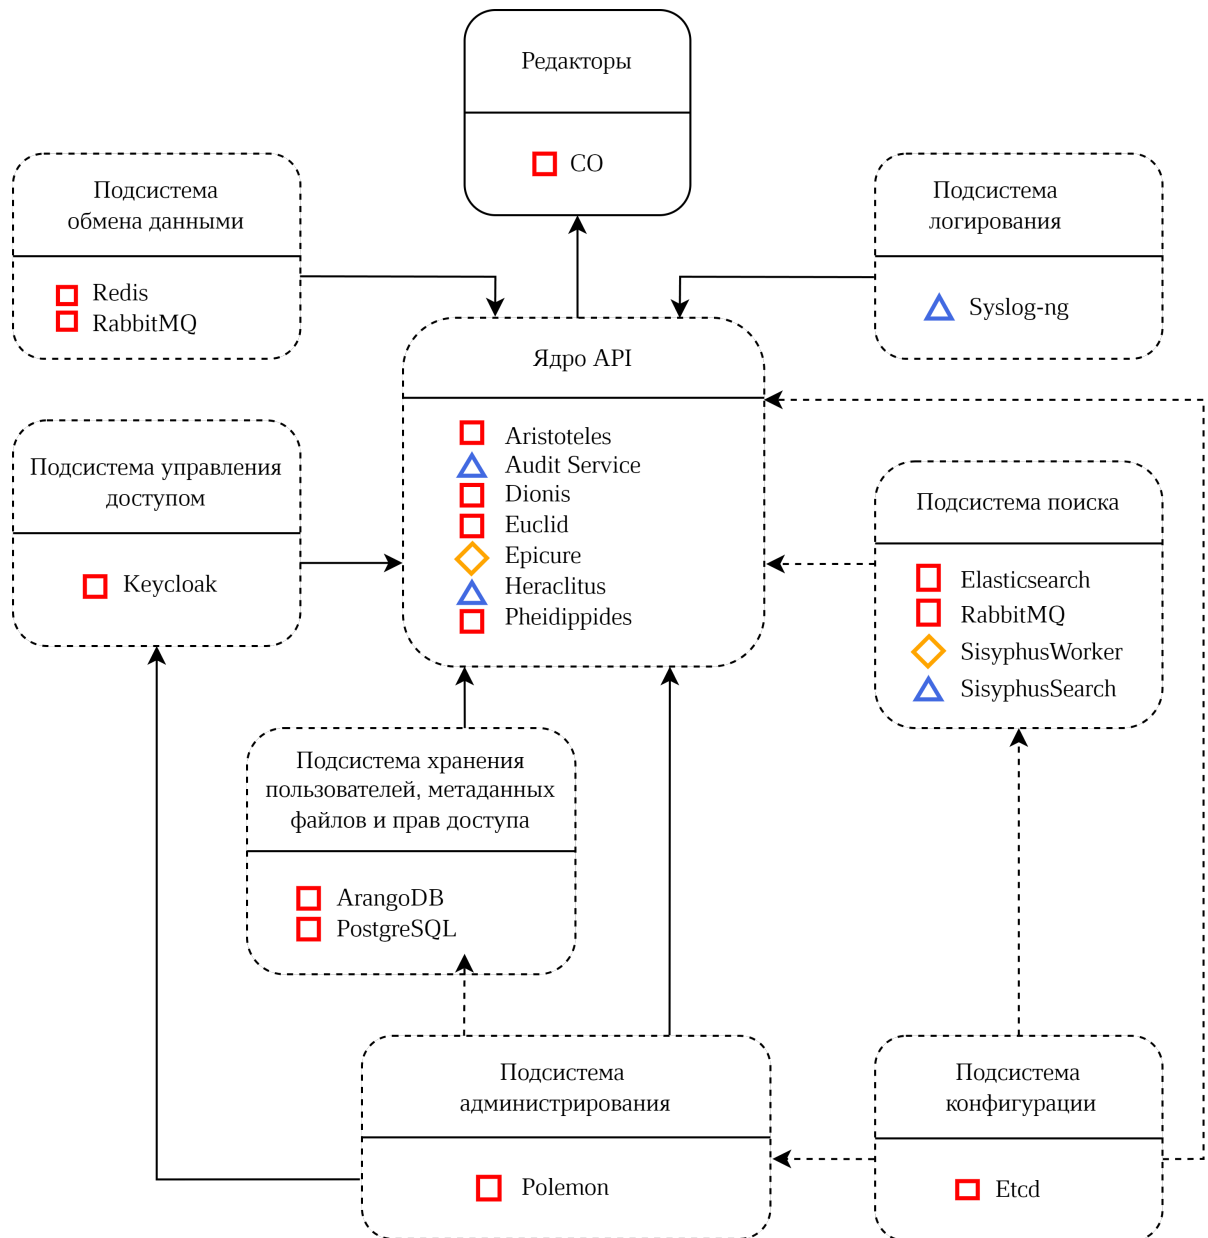 Редакторы
CO
Подсистема
обмена данными
Redis
RabbitMQ
Подсистема
логирования
Syslog-ng
Ядро API
Aristoteles
Audit Service
Dionis
Euclid
Epicure
Heraclitus
Pheidippides
Подсистема управления
доступом
Keycloak
Подсистема поиска
Elasticsearch
RabbitMQ
SisyphusWorker
SisyphusSearch
Подсистема хранения
пользователей, метаданных
файлов и прав доступа
ArangoDB
PostgreSQL
Подсистема
администрирования
Polemon
Подсистема
конфигурации
Etcd